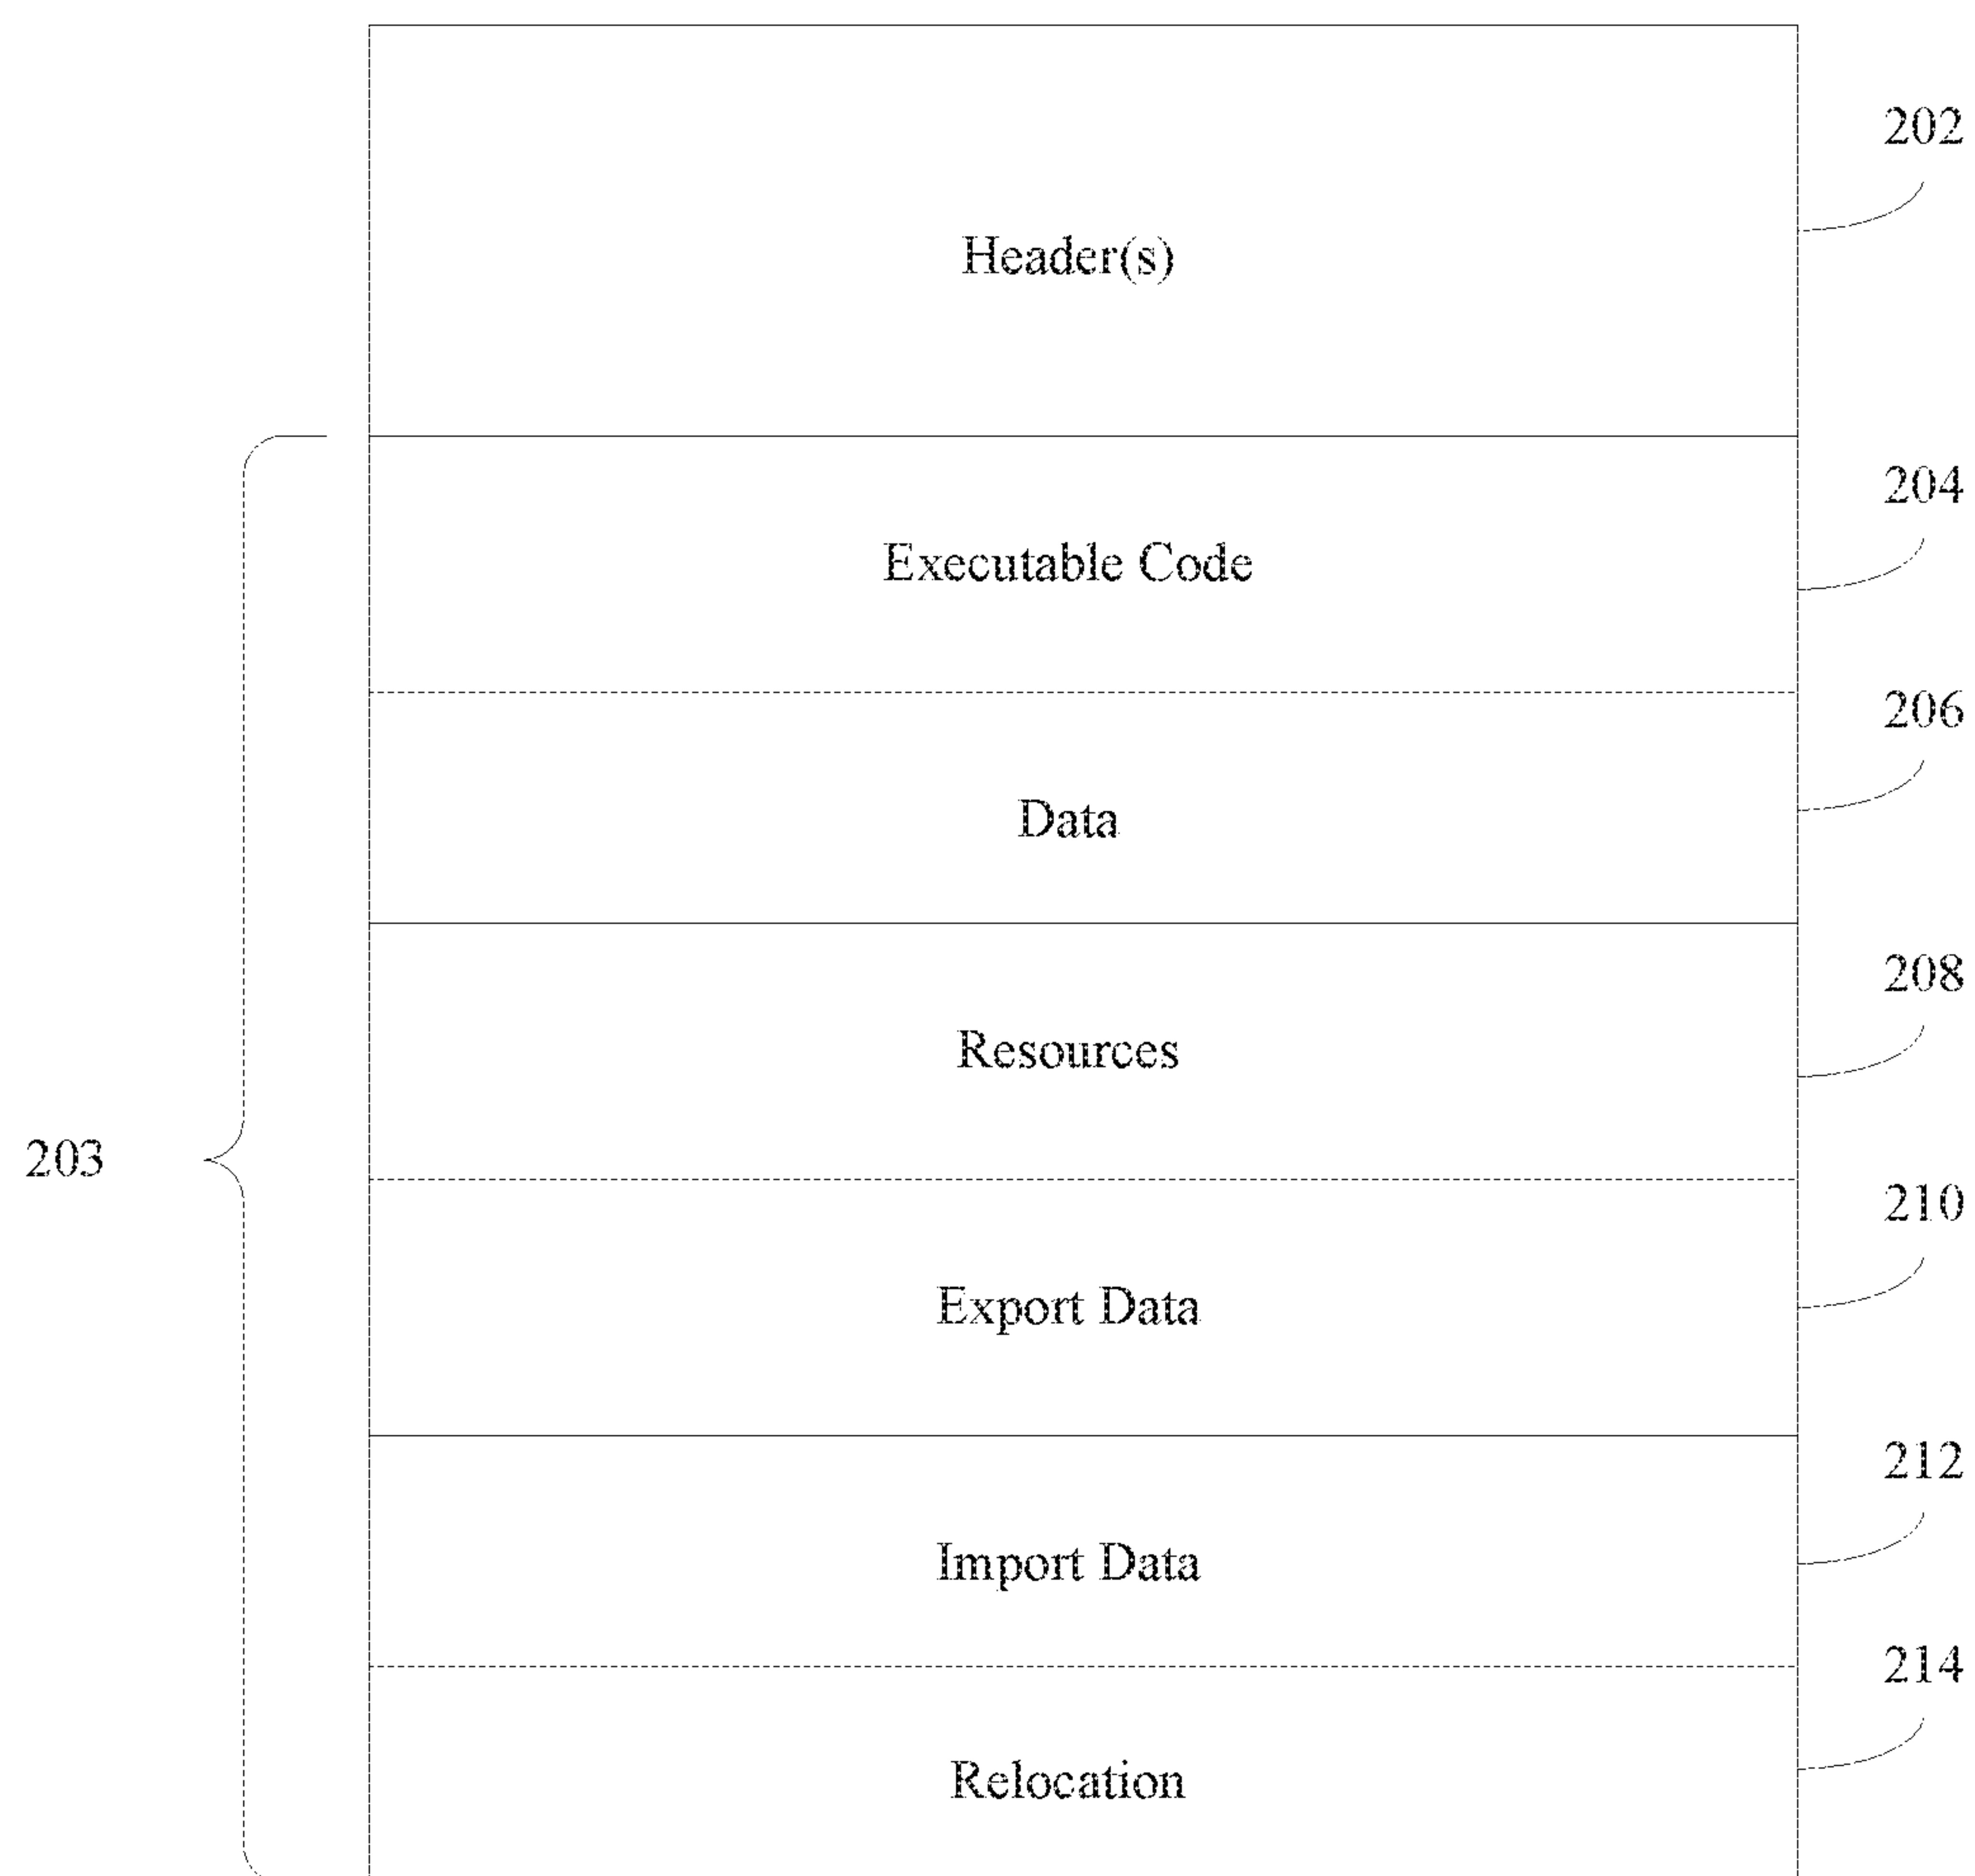 202
Header(s)
204
Executable Code
206
Data
208
Resources
203
210
Export Data
212
Import Data
214
Relocation